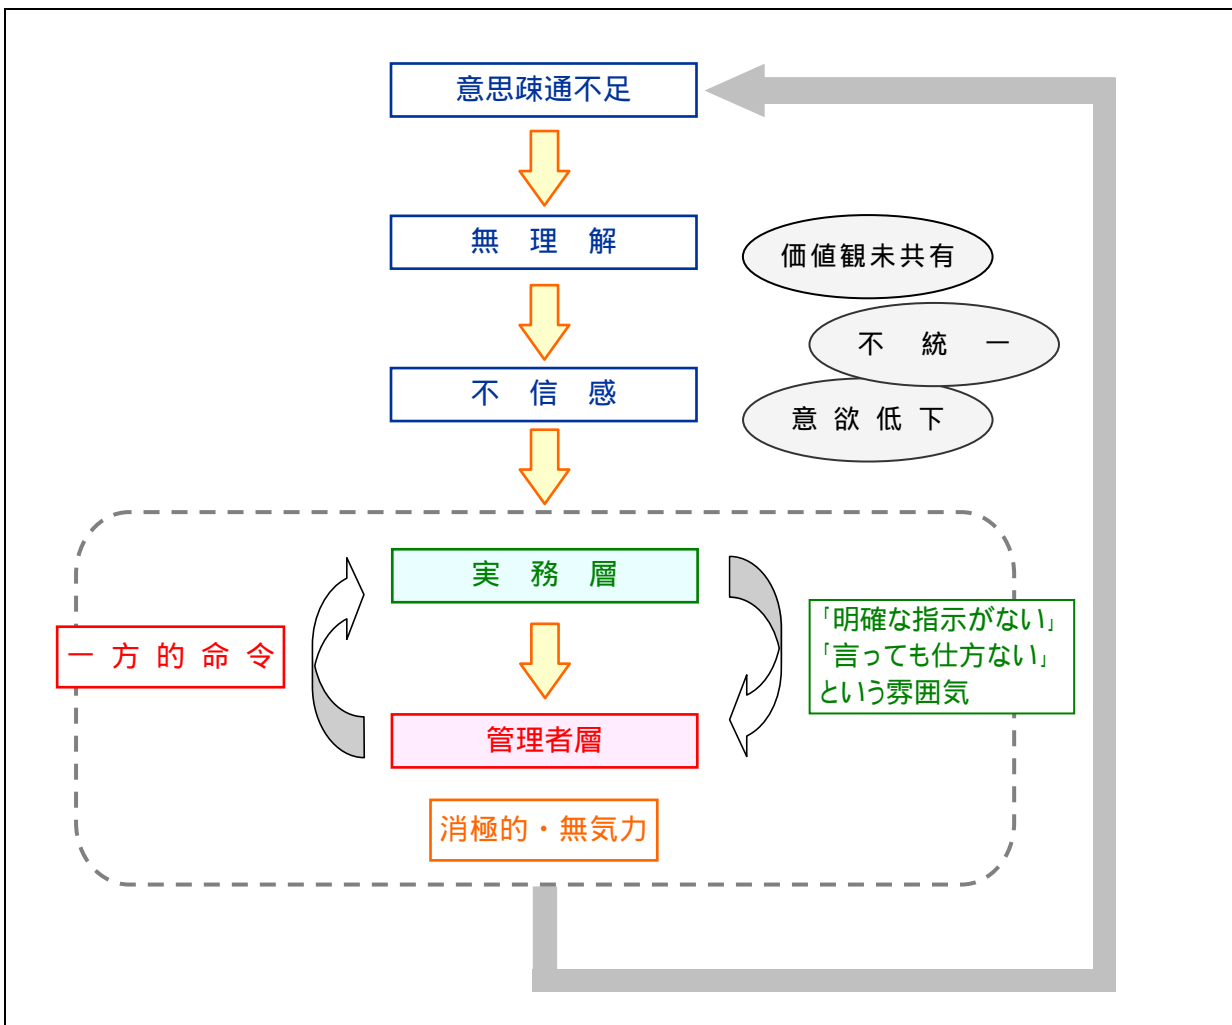 意思疎通不足
無理解
価値観未共有
不統一
不信感
意欲低下
実務層
「明確な指示がない」
「言っても仕方ない」
という雰囲気
一方的命令
管理者層
消極的・無気力